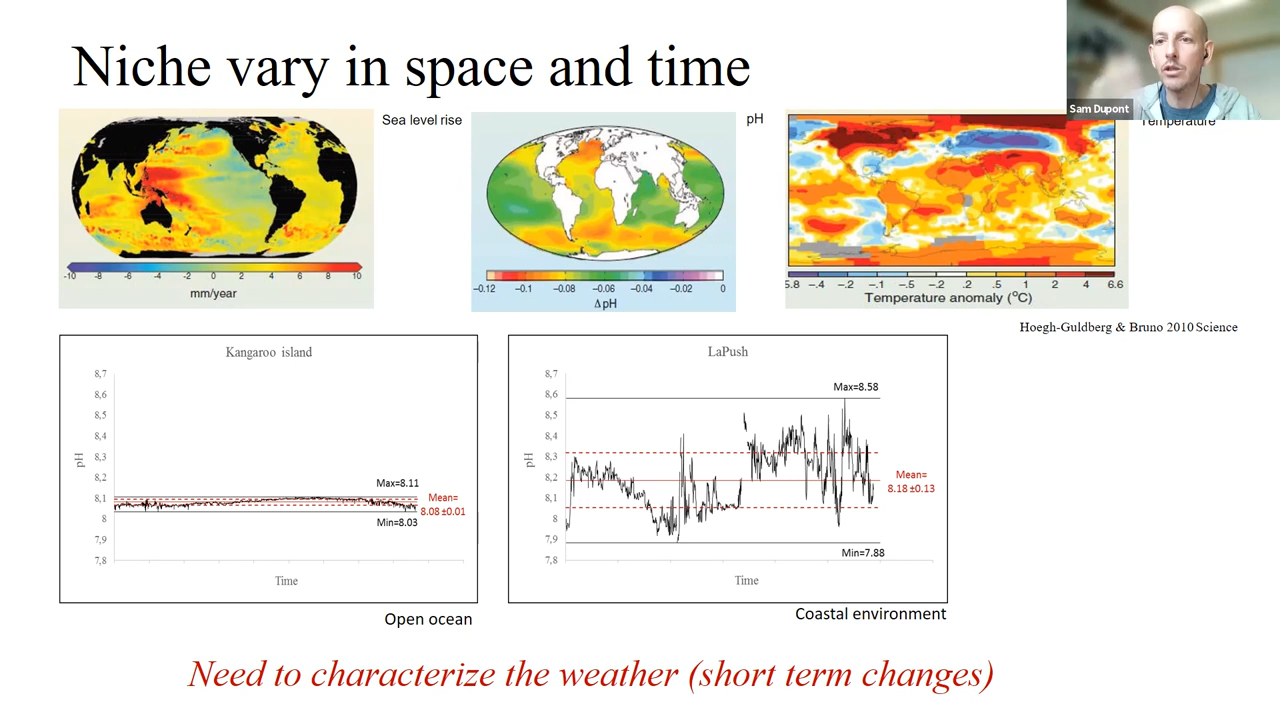 Niche vary in space and time
Sam Dupont
Sea level rise
pH
Temperature
-10 -8 -6 -4 -2 0 2 4 6 8 10
mm/year
−0.12 −0.1 −0.08 −0.06 −0.04 −0.02 0
Δ pH
5.8 −.4 −.2 −.1 −.5 −.2 .2 .5 1 2 4 6.6
Temperature anomaly (°C)
Hoegh-Guldberg & Bruno 2010 Science
Kangaroo island
8,7
8,6
8,5
8,4
8,3
8,2
8,1
8
7,9
7,8
pH
Max=8.11
Mean=
8.08 ±0.01
Min=8.03
Time
Open ocean
LaPush
8,7
8,6
8,5
8,4
8,3
8,2
8,1
8
7,9
7,8
pH
Max=8.58
Mean=
8.18 ±0.13
Min=7.88
Time
Coastal environment
Need to characterize the weather (short term changes)